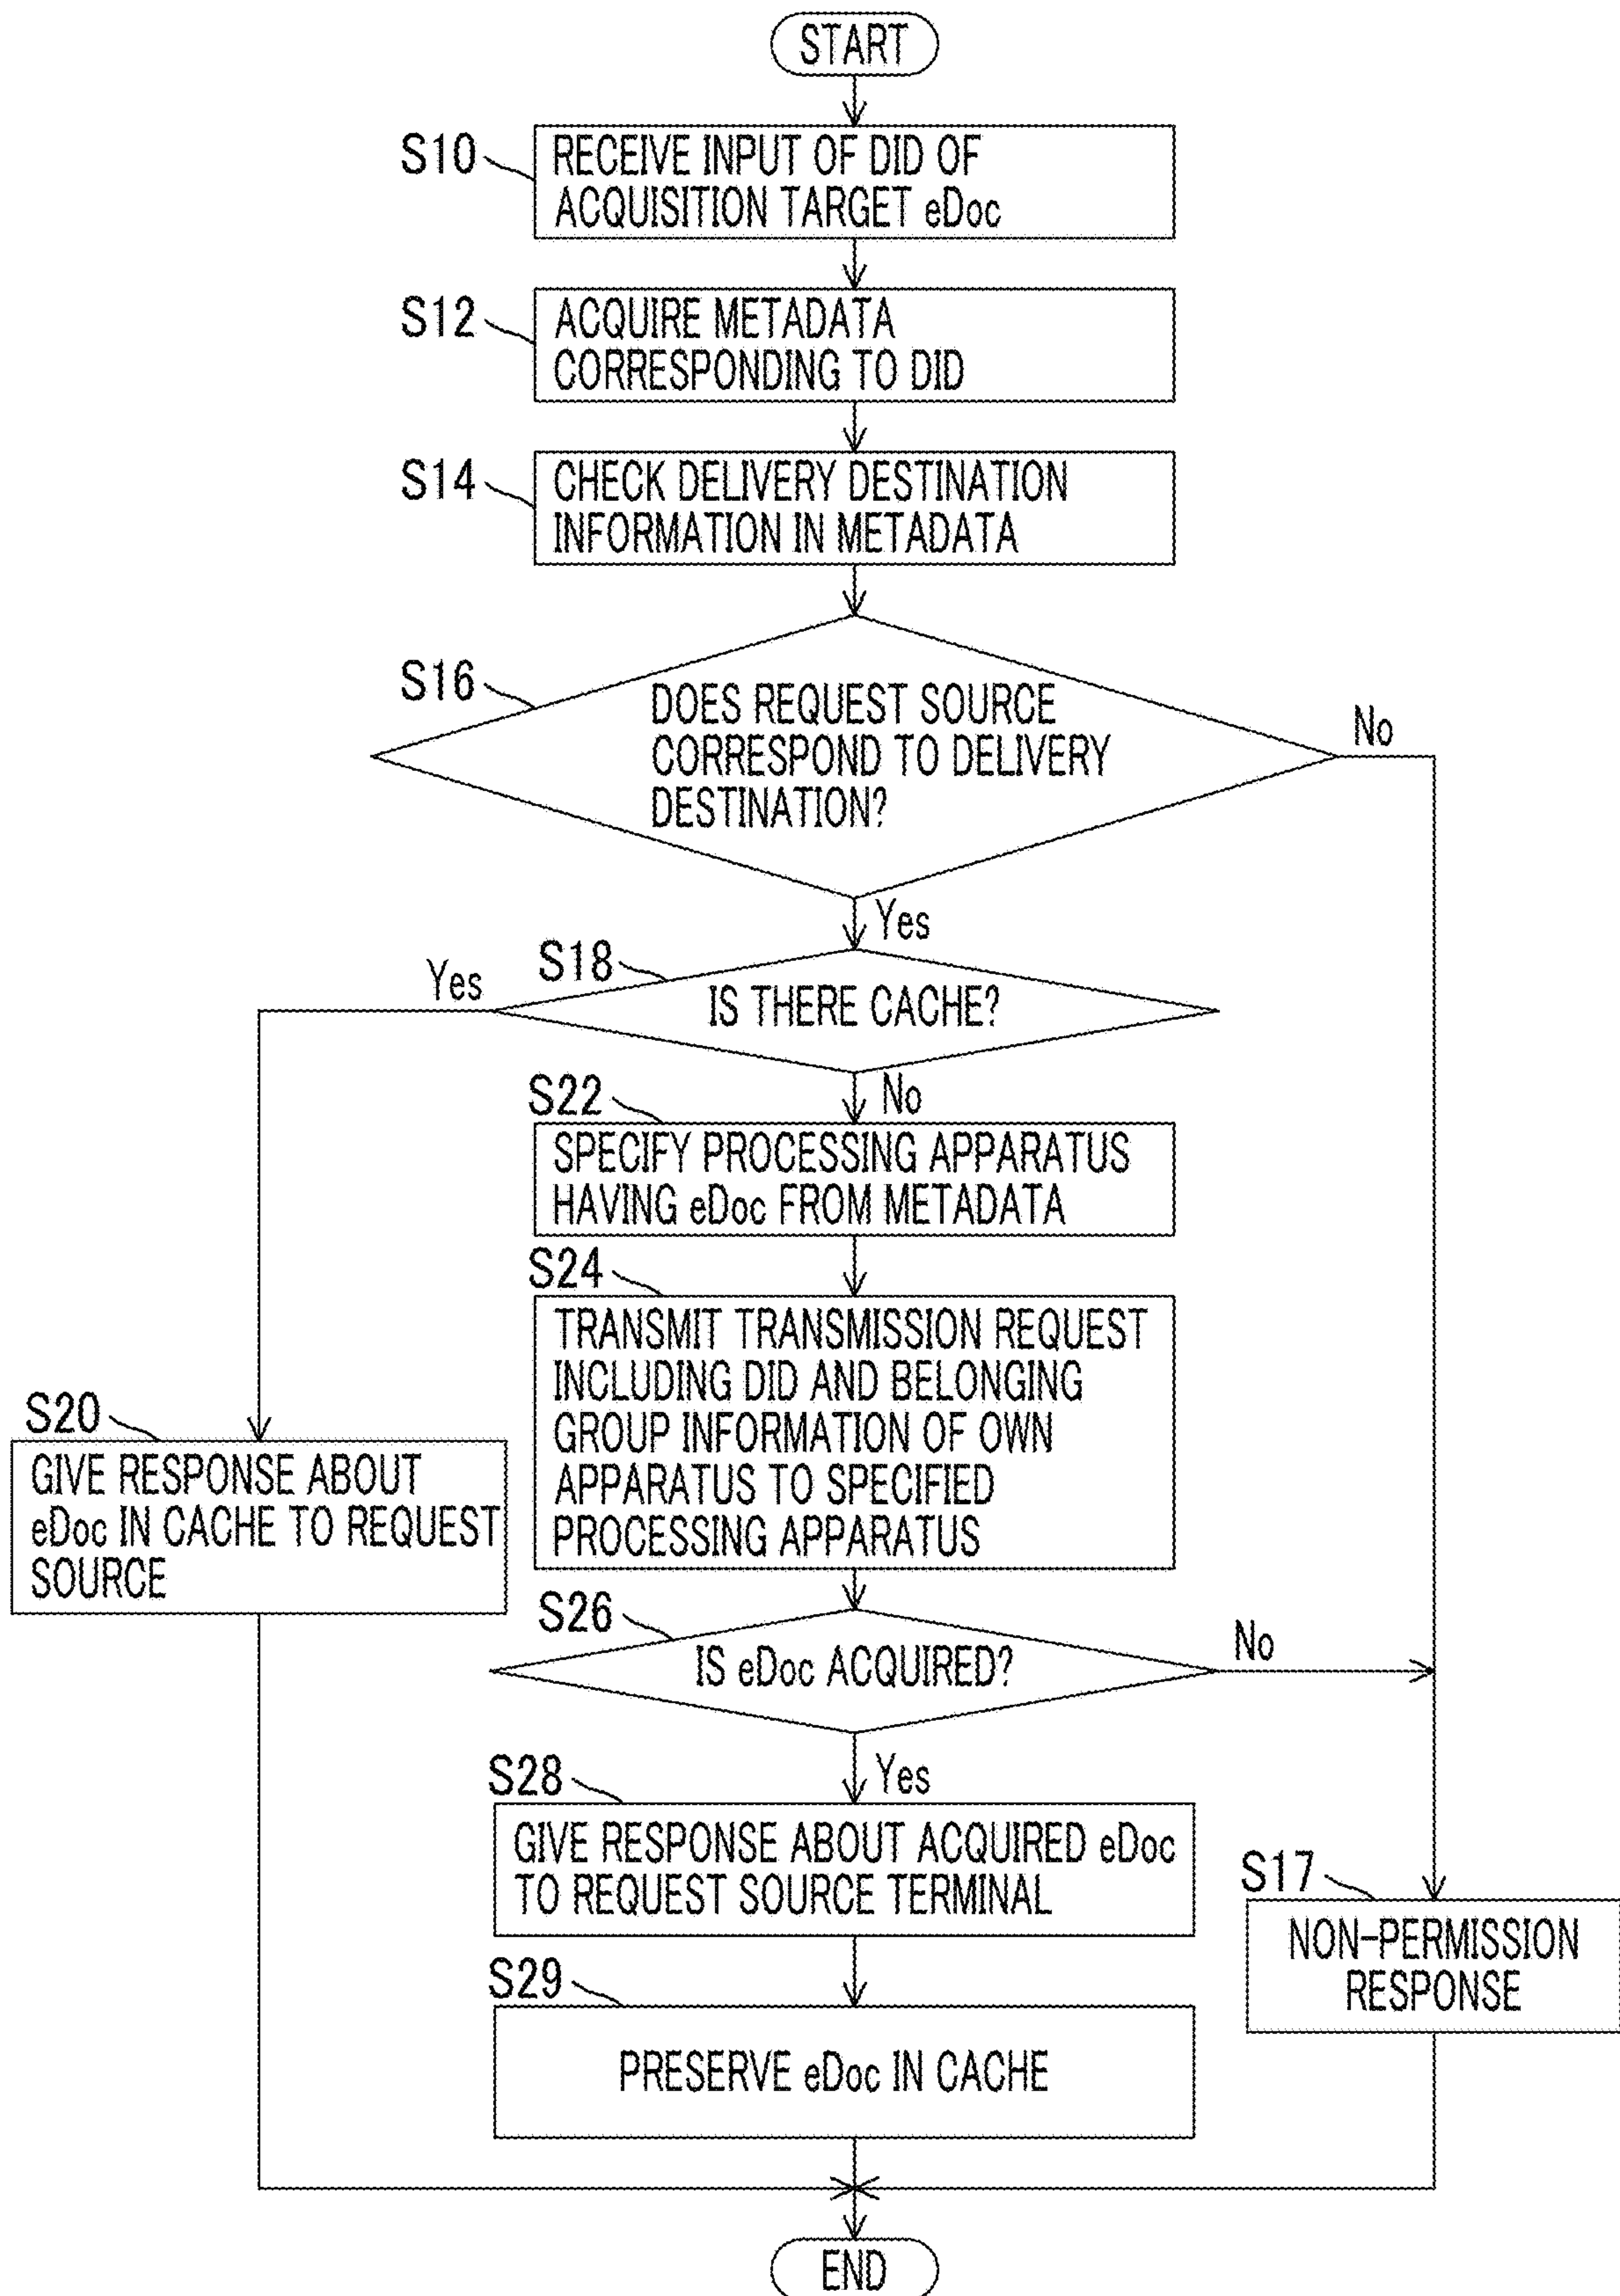 START
S10
RECEIVE INPUT OF DID OF
ACQUISITION TARGET eDoc
S12
ACQUIRE METADATA
CORRESPONDING TO DID
S14
CHECK DELIVERY DESTINATION
INFORMATION IN METADATA
S16
DOES REQUEST SOURCE
CORRESPOND TO DELIVERY
DESTINATION?
No
Yes
S18
IS THERE CACHE?
Yes
No
S22
SPECIFY PROCESSING APPARATUS
HAVING eDoc FROM METADATA
S24
TRANSMIT TRANSMISSION REQUEST
INCLUDING DID AND BELONGING
GROUP INFORMATION OF OWN
APPARATUS TO SPECIFIED
PROCESSING APPARATUS
S20
GIVE RESPONSE ABOUT
eDoc IN CACHE TO REQUEST
SOURCE
S26
IS eDoc ACQUIRED?
No
Yes
S28
GIVE RESPONSE ABOUT ACQUIRED eDoc
TO REQUEST SOURCE TERMINAL
S17
NON-PERMISSION
RESPONSE
S29
PRESERVE eDoc IN CACHE
END